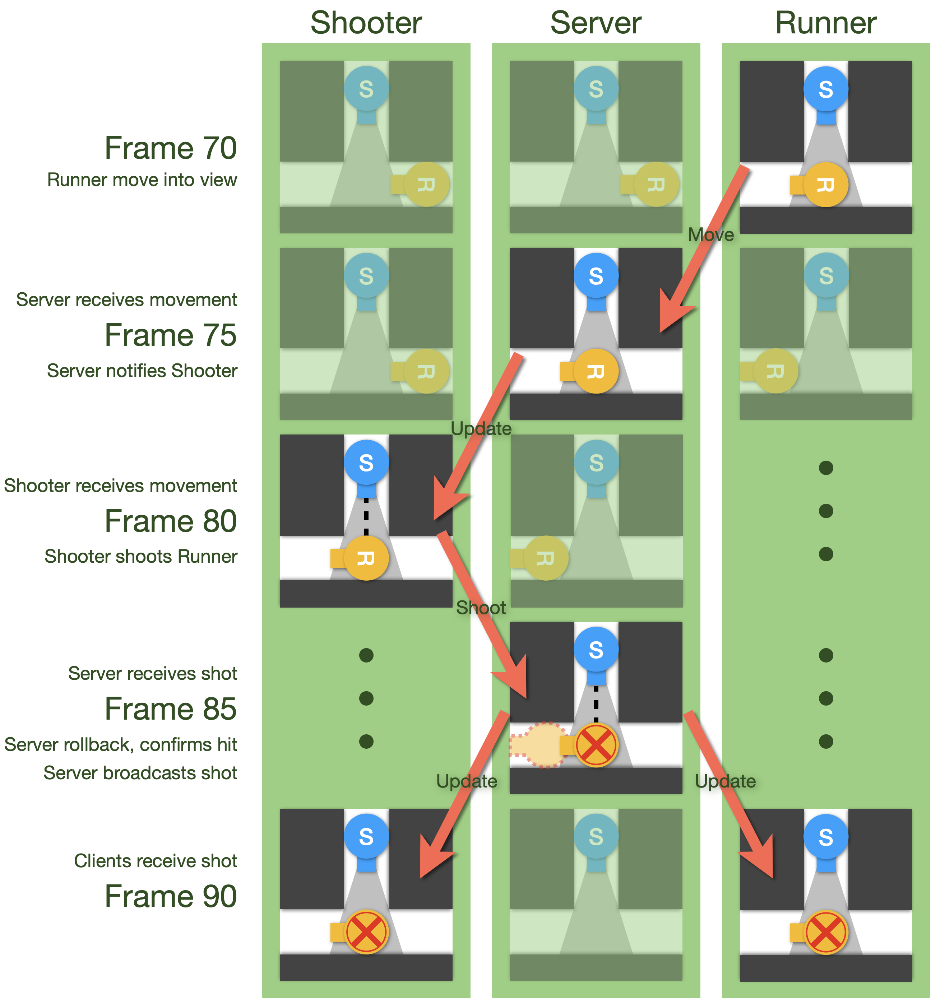 Shooter Server Runner
S S S
Frame 70
Runner move into view
R R R
Move
S S S
Server receives movement
Frame 75
Server notifies Shooter
R R R
Update
S S
Shooter receives movement
Frame 80
Shooter shoots Runner
R R
Shoot
S
Server receives shot
Frame 85
Server rollback, confirms hit
Server broadcasts shot
Update Update
S S S
Clients receive shot
Frame 90